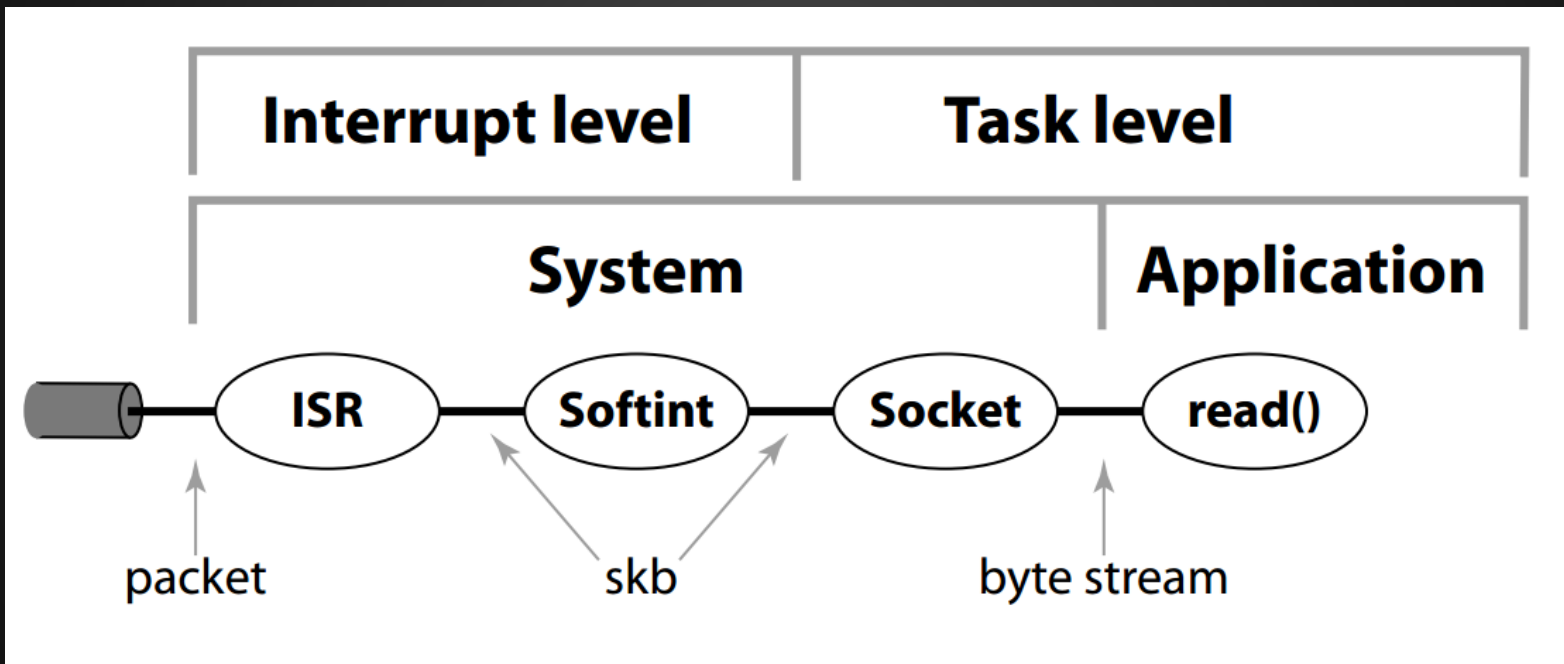 Interrupt level Task level
System Application
ISR Softint Socket read()
packet skb byte stream